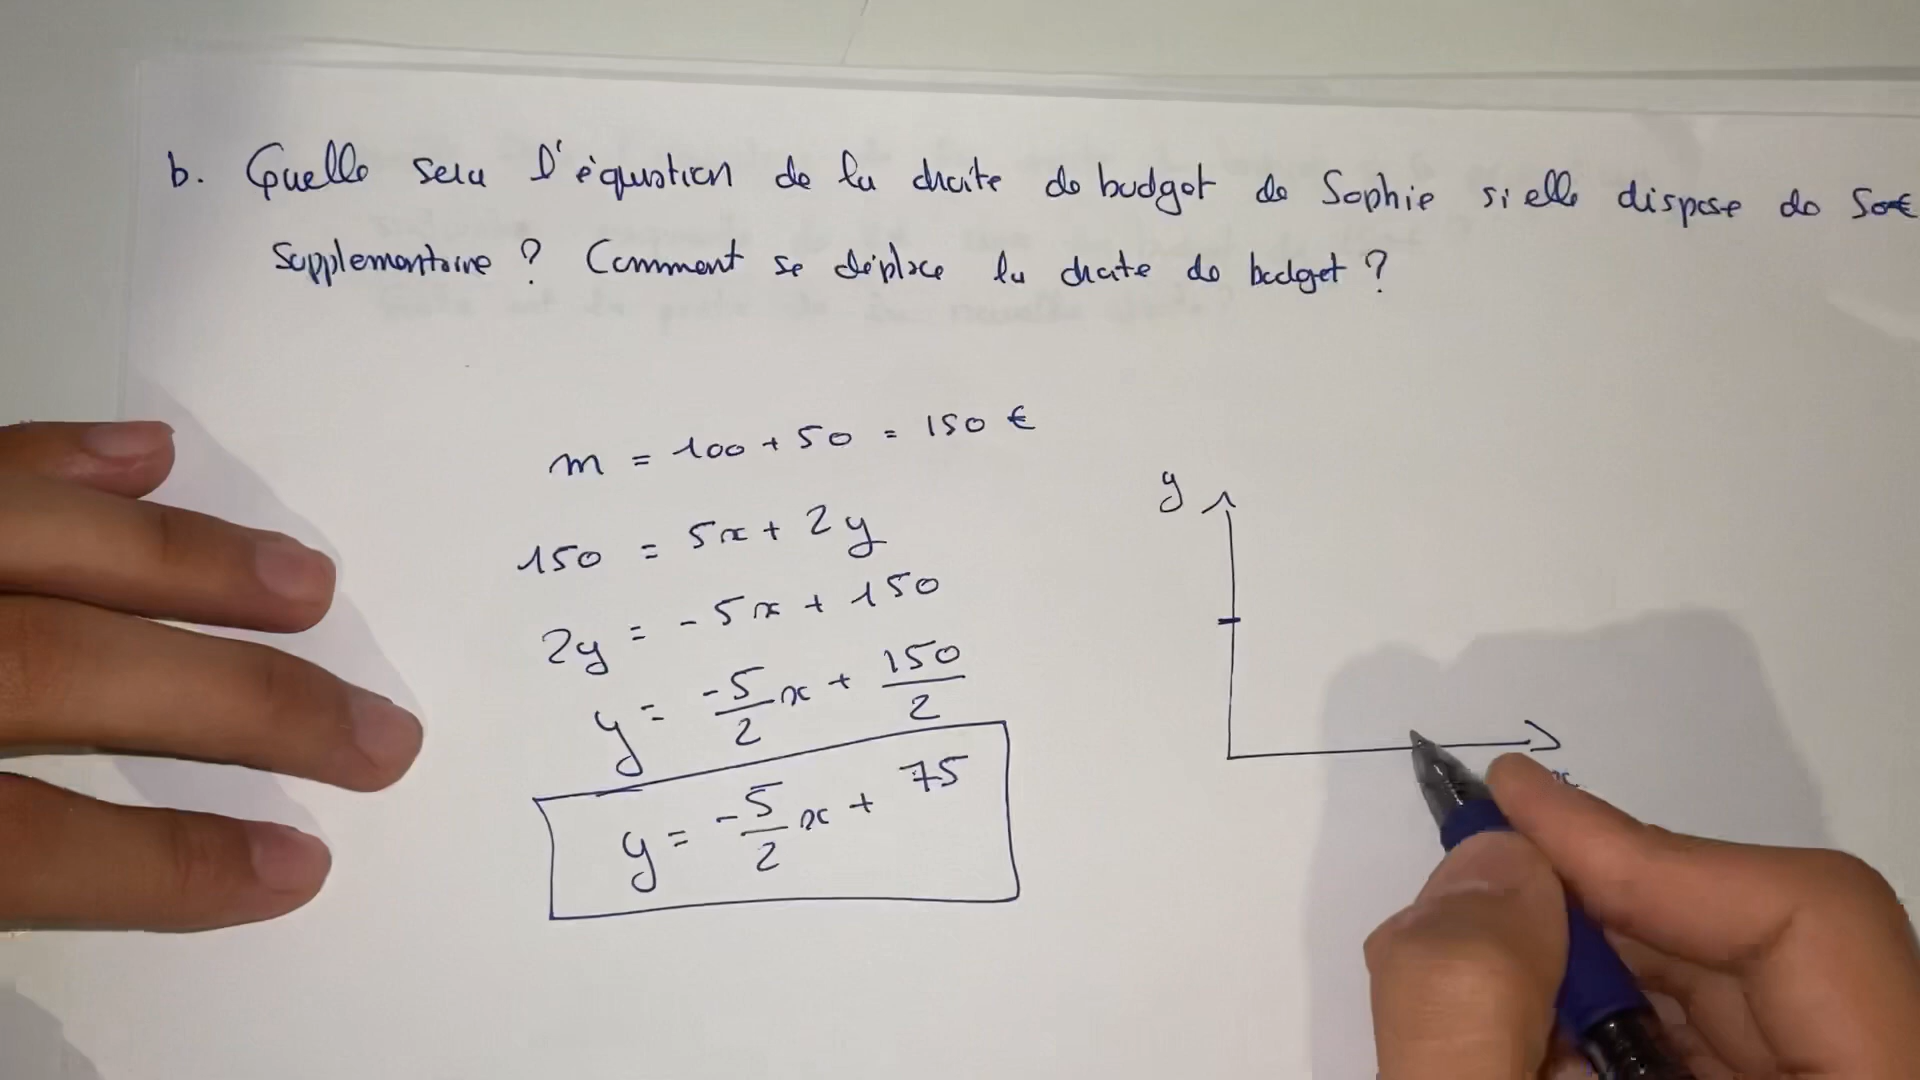 b. Quelle sera l'équation de la droite de budget de Sophie si elle dispose de 50€
supplémentaire ? Comment se déplace la droite de budget ?
m = 100 + 50 = 150 €
150 = 5x + 2y
2y = -5x + 150
y = -5/2 x + 150/2
y = -5/2 x + 75
y
x